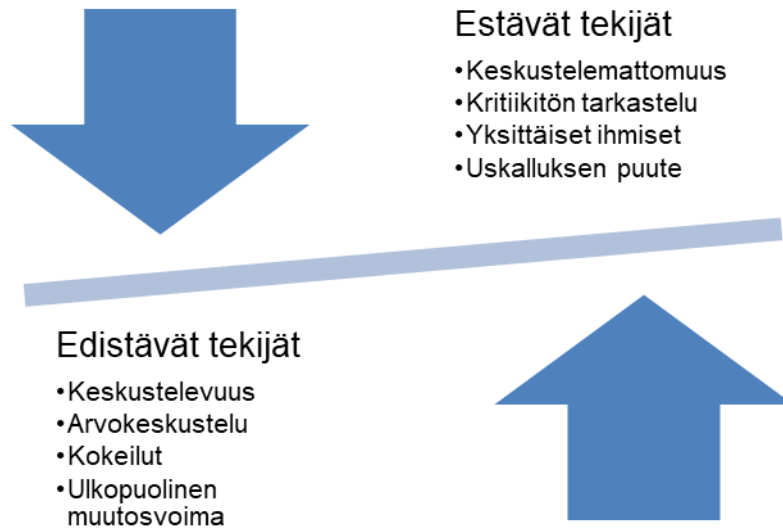 Estävät tekijät
•Keskustelemattomuus
•Kritiikitön tarkastelu
•Yksittäiset ihmiset
•Uskalluksen puute
Edistävät tekijät
•Keskustelevuus
•Arvokeskustelu
•Kokeilut
•Ulkopuolinen
muutosvoima